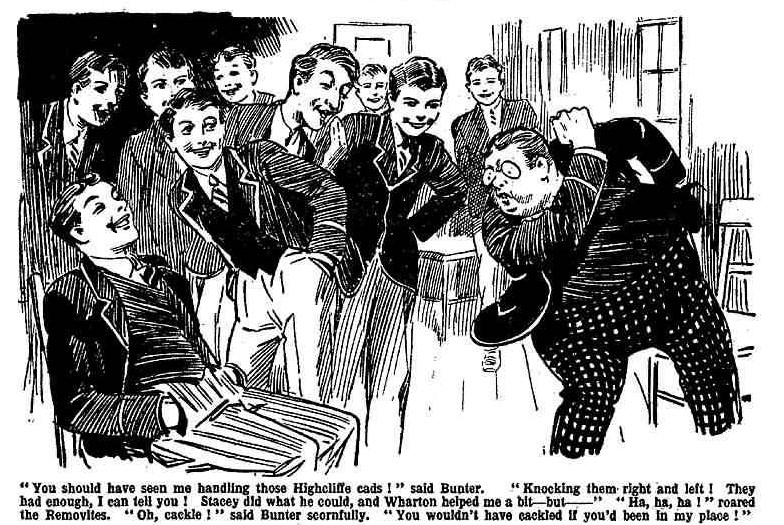 “ You should have seen me handling those Highcliffe cads ! ” said Bunter. “ Knocking them right and left ! They
had enough, I can tell you ! Stacey did what he could, and Wharton helped me a bit—but—— ” “ Ha, ha, ha ! ” roared
the Removites. “ Oh, cackle ! ” said Bunter scornfully. “ You wouldn’t have cackled if you’d been in my place ! ”